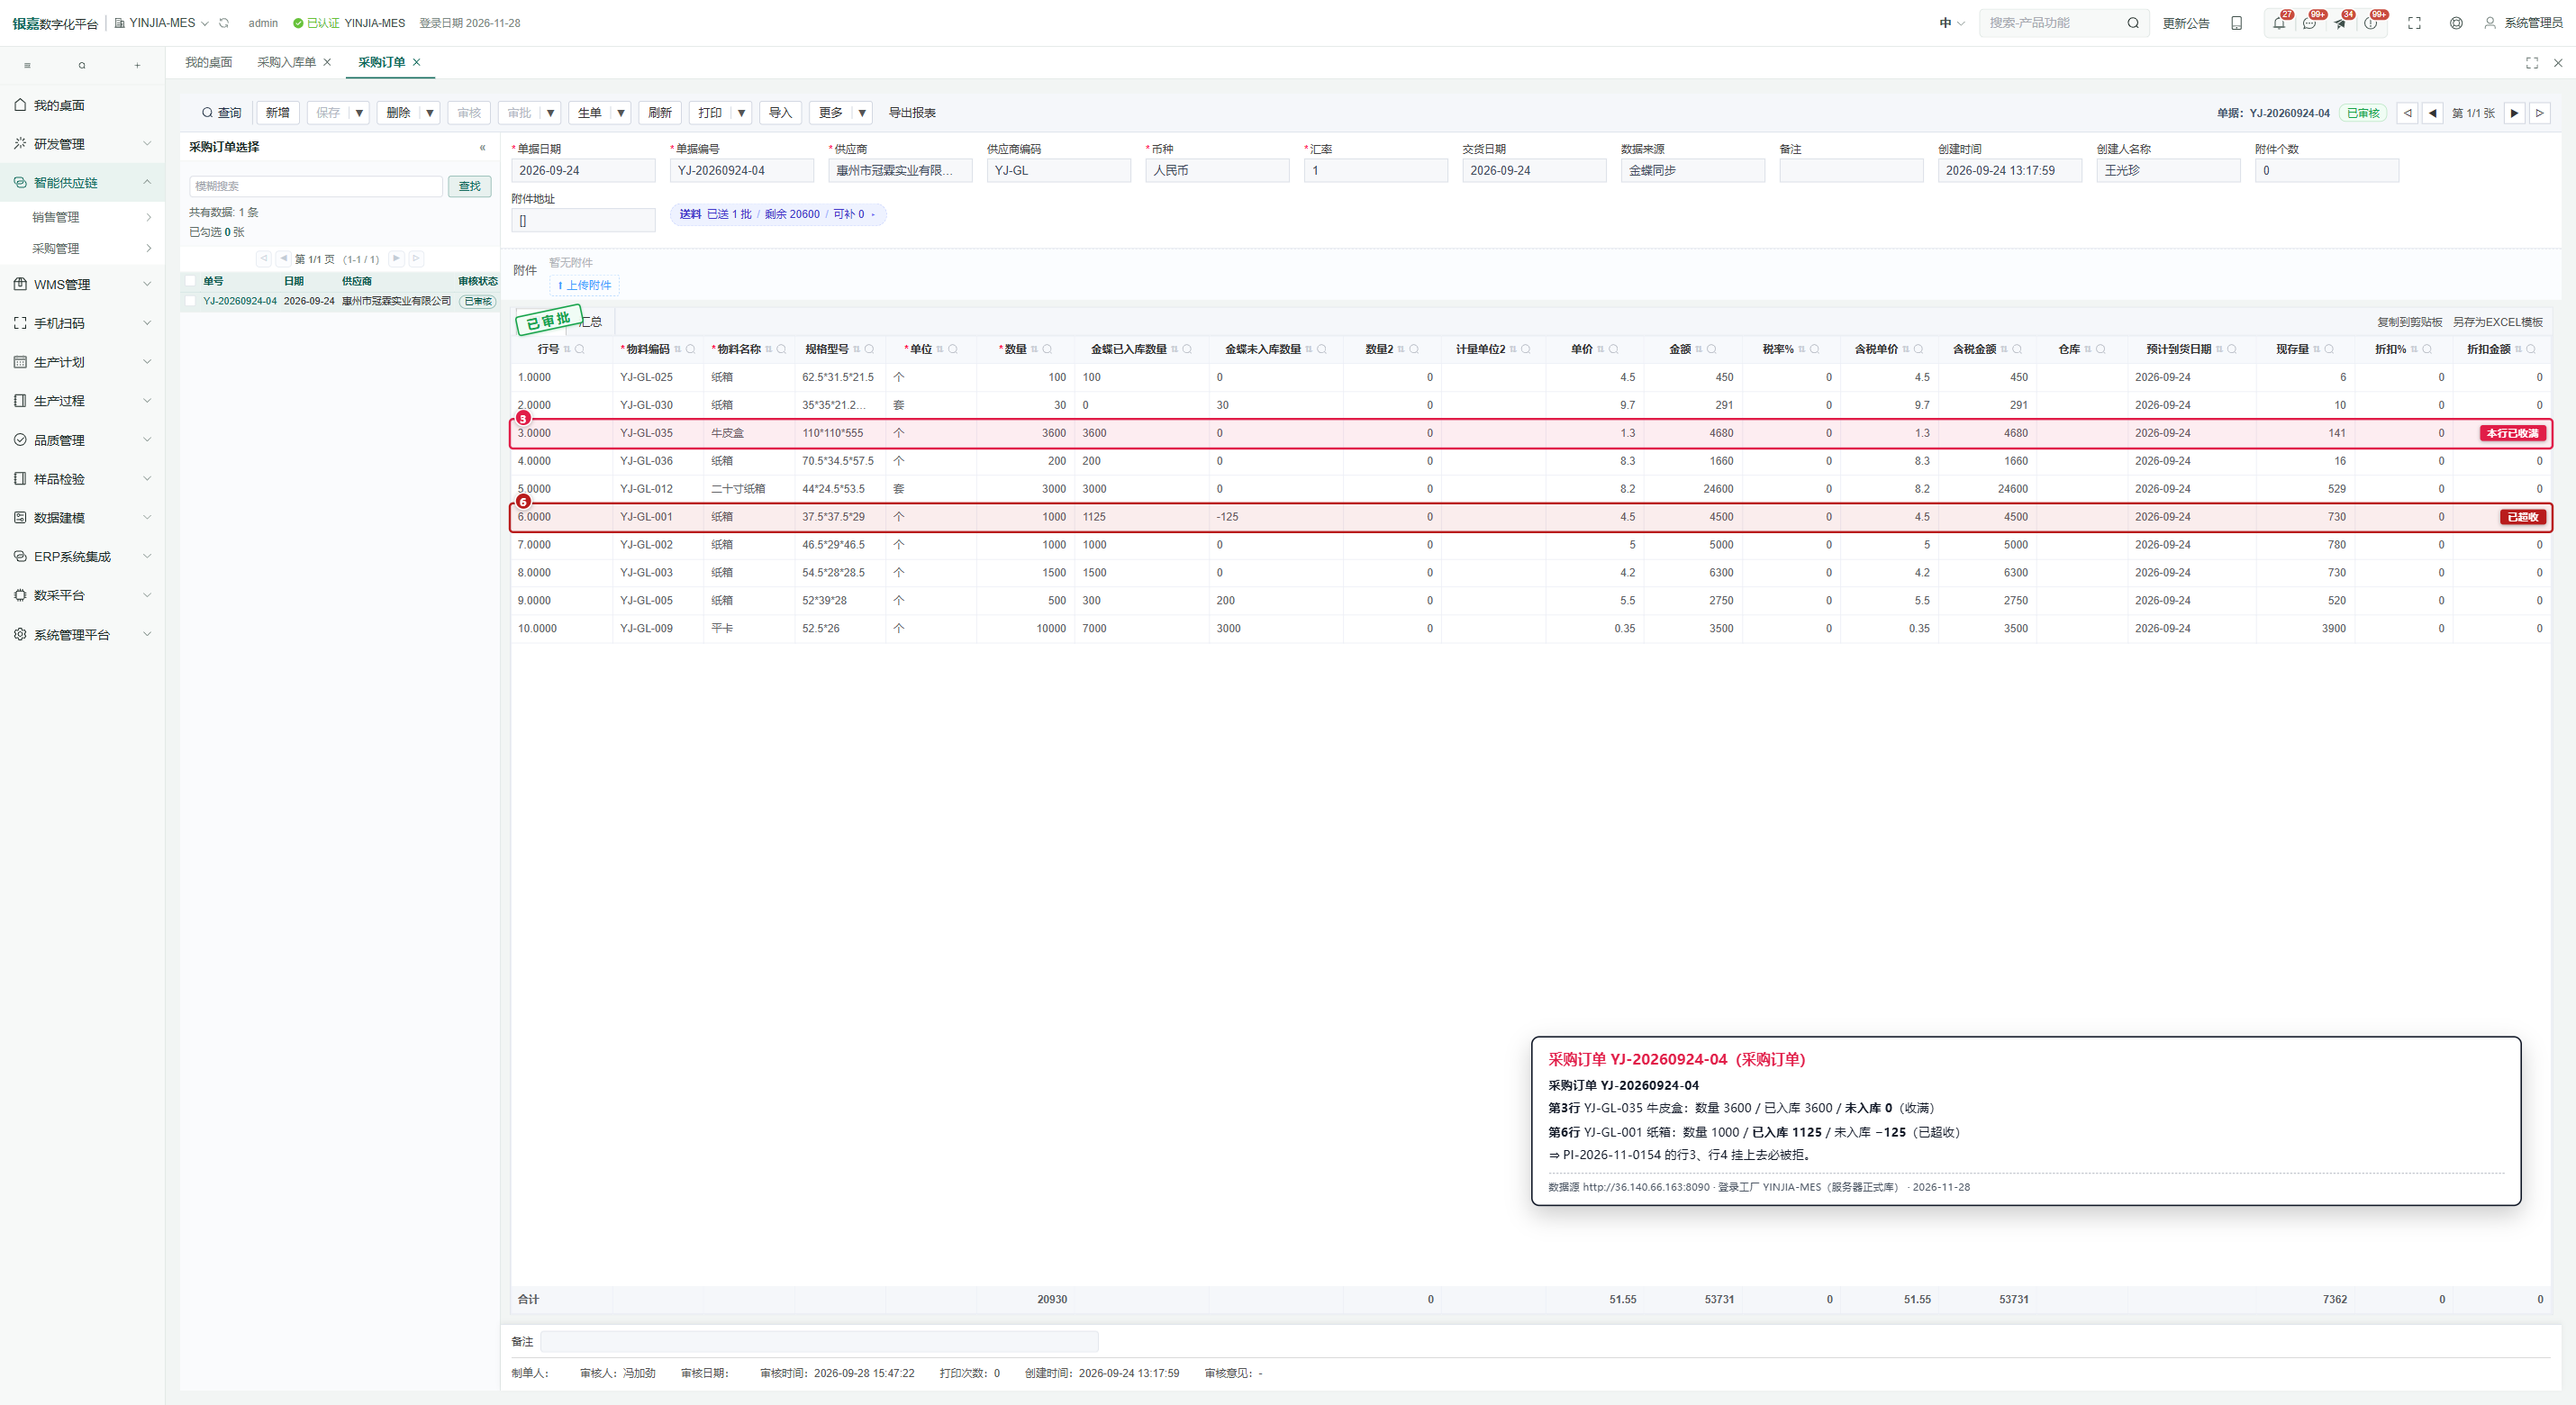 银嘉数字化平台 YINJIA-MES admin 已认证 YINJIA-MES 登录日期 2026-11-28 中 搜索-产品功能 更新公告 27 99+ 34 99+ 系统管理员
我的桌面 采购入库单 采购订单
我的桌面
研发管理
智能供应链
销售管理
采购管理
WMS管理
手机扫码
生产计划
生产过程
品质管理
样品检验
数据建模
ERP系统集成
数采平台
系统管理平台
查询 新增 保存 删除 审核 审批 生单 刷新 打印 导入 更多 导出报表 单据：YJ-20260924-04 已审核 第 1/1 张
采购订单选择 «
模糊搜索 查找
共有数据: 1 条
已勾选 0 张
第 1/1 页 (1-1 / 1)
单号 日期 供应商 审核状态
YJ-20260924-04 2026-09-24 惠州市冠霖实业有限公司 已审核
*单据日期 *单据编号 *供应商 供应商编码 *币种 *汇率 交货日期 数据来源 备注 创建时间 创建人名称 附件个数
2026-09-24 YJ-20260924-04 惠州市冠霖实业有限... YJ-GL 人民币 1 2026-09-24 金蝶同步 2026-09-24 13:17:59 王光珍 0
附件地址
[] 送料 已送 1 批 / 剩余 20600 / 可补 0
附件 暂无附件
上传附件
已审批 汇总 复制到剪贴板 另存为EXCEL模板
行号 *物料编码 *物料名称 规格型号 *单位 *数量 金蝶已入库数量 金蝶未入库数量 数量2 计量单位2 单价 金额 税率% 含税单价 含税金额 仓库 预计到货日期 现存量 折扣% 折扣金额
1.0000 YJ-GL-025 纸箱 62.5*31.5*21.5 个 100 100 0 0 4.5 450 0 4.5 450 2026-09-24 6 0 0
2.0000 YJ-GL-030 纸箱 35*35*21.2... 套 30 0 30 0 9.7 291 0 9.7 291 2026-09-24 10 0 0
3
3.0000 YJ-GL-035 牛皮盒 110*110*555 个 3600 3600 0 0 1.3 4680 0 1.3 4680 2026-09-24 141 0 本行已收满
4.0000 YJ-GL-036 纸箱 70.5*34.5*57.5 个 200 200 0 0 8.3 1660 0 8.3 1660 2026-09-24 16 0 0
5.0000 YJ-GL-012 二十寸纸箱 44*24.5*53.5 套 3000 3000 0 0 8.2 24600 0 8.2 24600 2026-09-24 529 0 0
6
6.0000 YJ-GL-001 纸箱 37.5*37.5*29 个 1000 1125 -125 0 4.5 4500 0 4.5 4500 2026-09-24 730 0 已超收
7.0000 YJ-GL-002 纸箱 46.5*29*46.5 个 1000 1000 0 0 5 5000 0 5 5000 2026-09-24 780 0 0
8.0000 YJ-GL-003 纸箱 54.5*28*28.5 个 1500 1500 0 0 4.2 6300 0 4.2 6300 2026-09-24 730 0 0
9.0000 YJ-GL-005 纸箱 52*39*28 个 500 300 200 0 5.5 2750 0 5.5 2750 2026-09-24 520 0 0
10.0000 YJ-GL-009 平卡 52.5*26 个 10000 7000 3000 0 0.35 3500 0 0.35 3500 2026-09-24 3900 0 0
采购订单 YJ-20260924-04（采购订单）
采购订单 YJ-20260924-04
第3行 YJ-GL-035 牛皮盒：数量 3600 / 已入库 3600 / 未入库 0（收满）
第6行 YJ-GL-001 纸箱：数量 1000 / 已入库 1125 / 未入库 −125（已超收）
⇒ PI-2026-11-0154 的行3、行4 挂上去必被拒。
数据源 http://36.140.66.163:8090 · 登录工厂 YINJIA-MES（服务器正式库） · 2026-11-28
合计 20930 0 51.55 53731 0 51.55 53731 7362 0 0
备注
制单人： 审核人：冯加劲 审核日期： 审核时间：2026-09-28 15:47:22 打印次数：0 创建时间：2026-09-24 13:17:59 审核意见：-